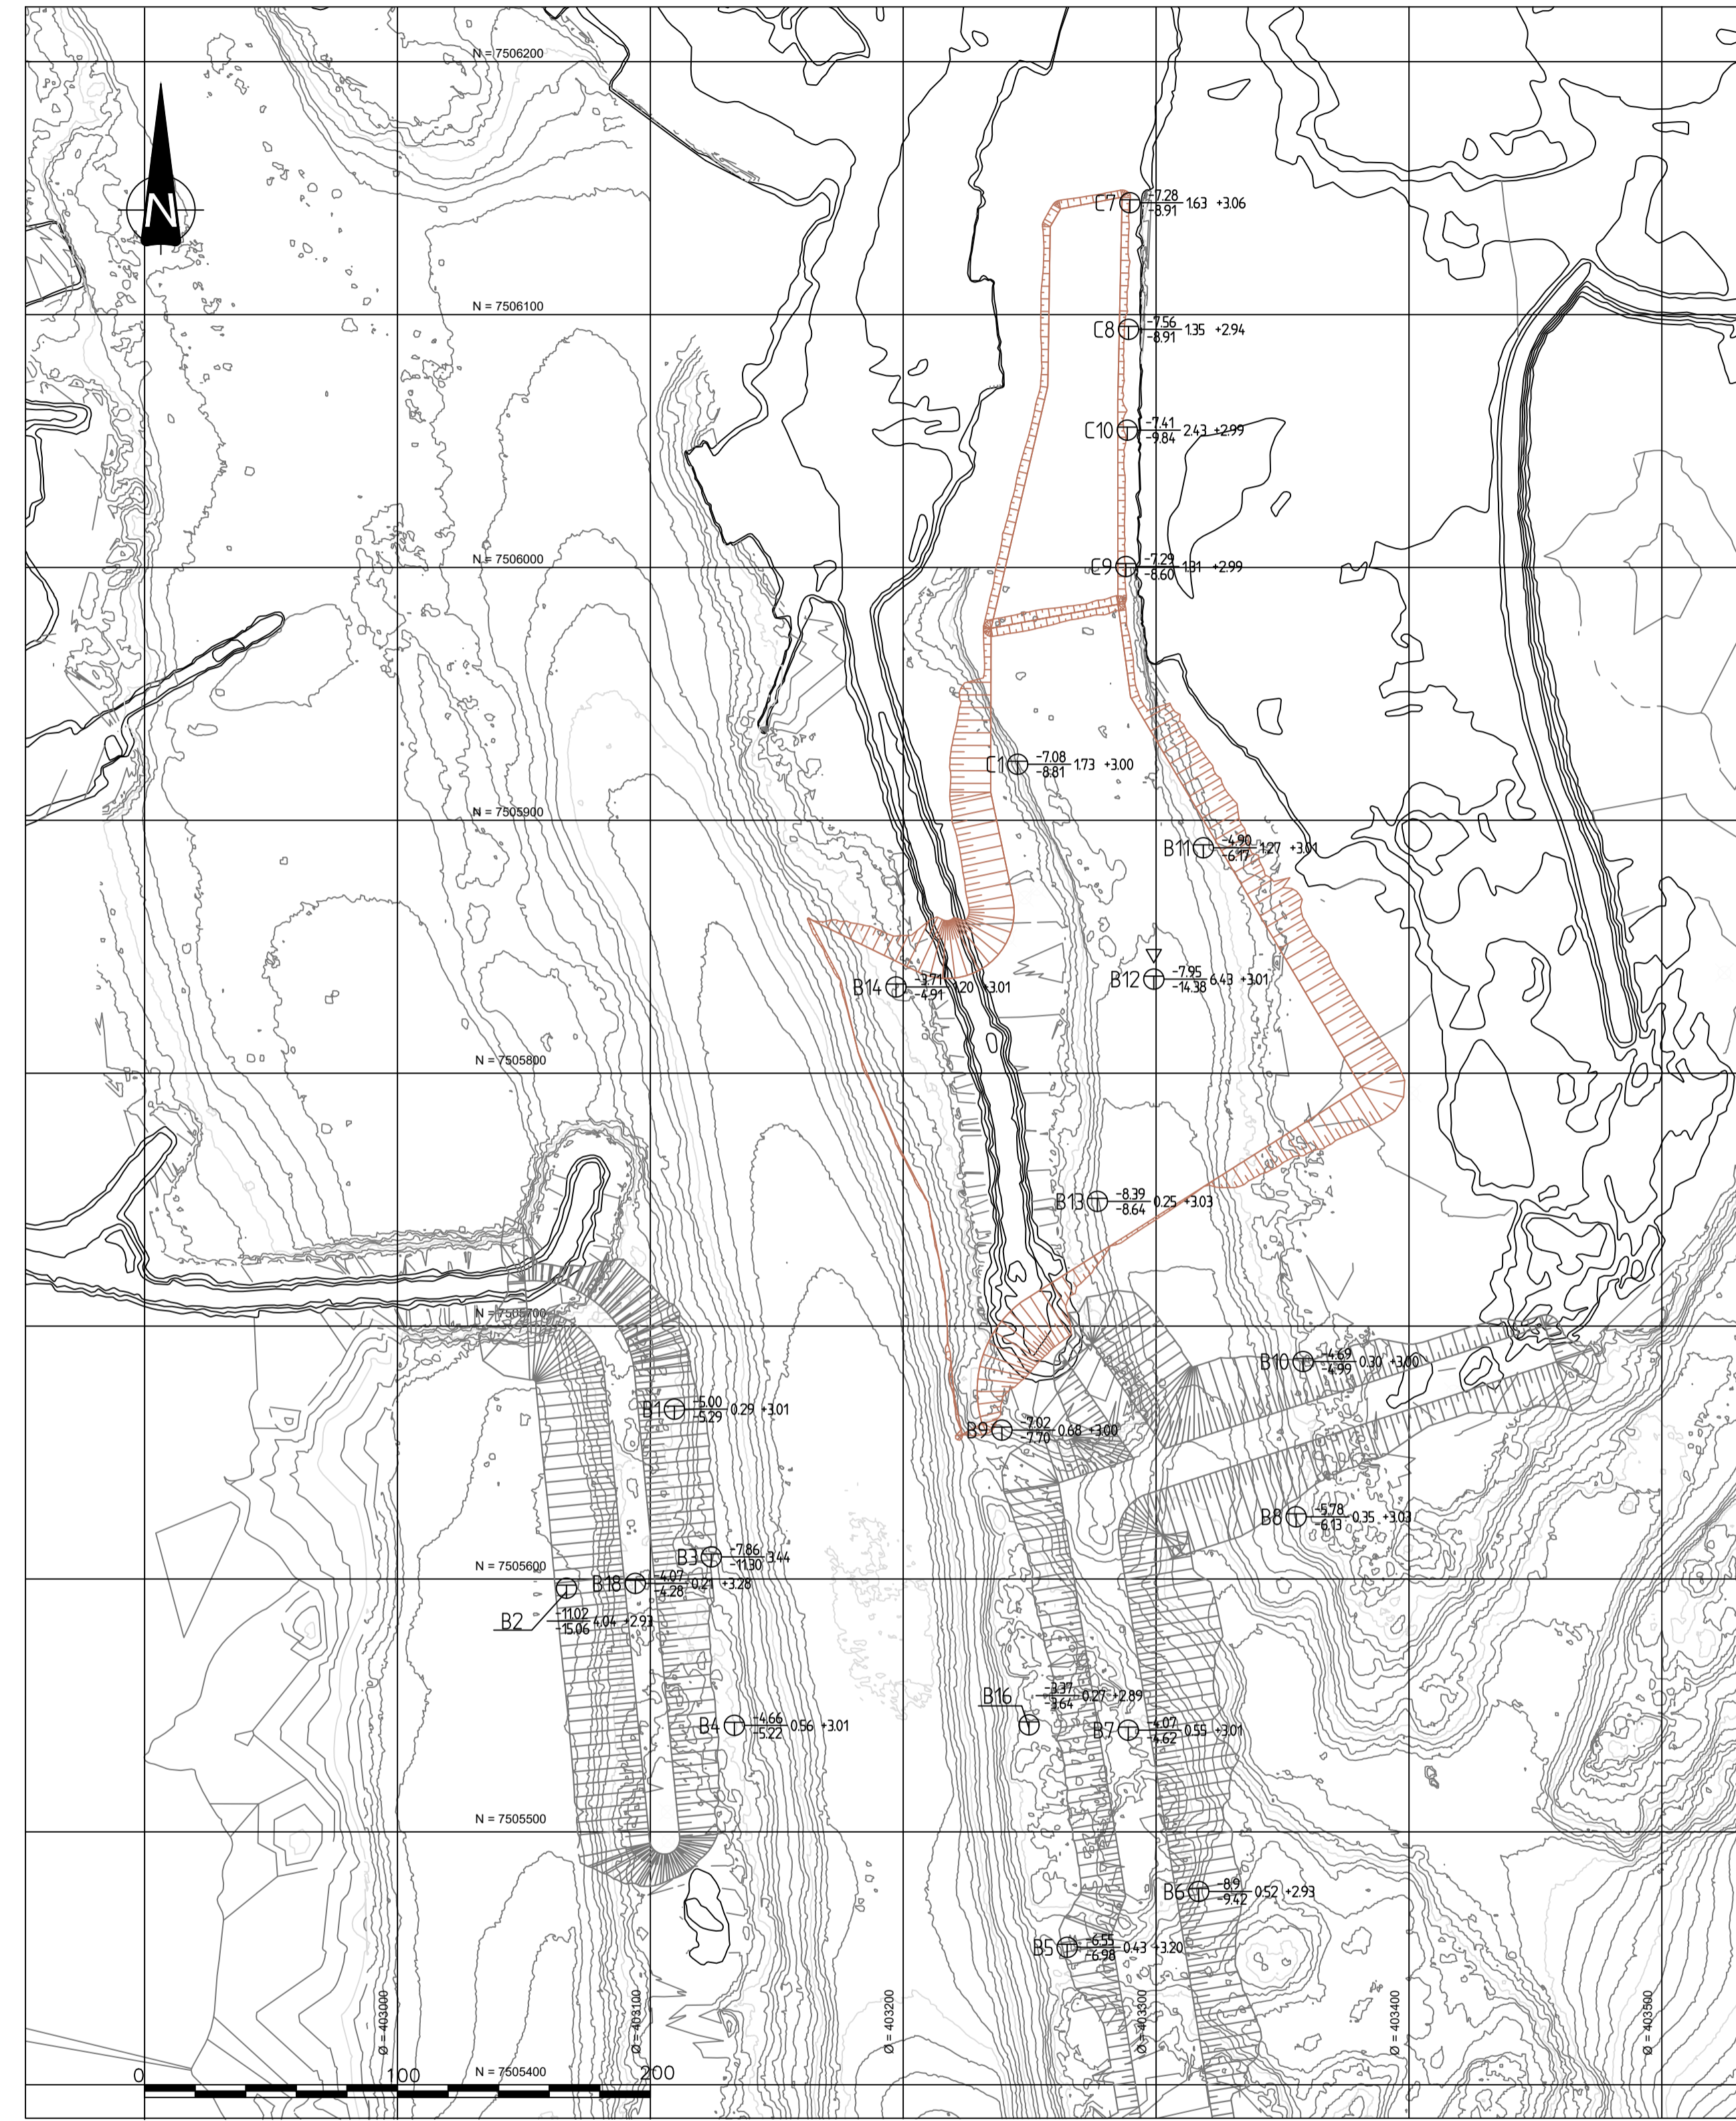 N = 7506200
N
C7 -7.28 1.63 +3.06
-8.91
N = 7506100
C8 -7.56 1.35 +2.94
-8.91
C10 -7.41 2.43 +2.99
-9.84
N = 7506000
C9 -7.29 1.31 +2.99
-8.60
C1 -7.08 1.73 +3.00
-8.81
N = 7505900
B11 -4.90 1.27 +3.01
-6.17
B12 -7.95 6.43 +3.01
-14.38
B14 -3.71 1.20 +3.01
-4.91
N = 7505800
B13 -8.39 0.25 +3.03
-8.64
N = 7505700
B10 -4.69 0.30 +3.00
-4.99
B1 -5.00 0.29 +3.01
-5.29
B9 -7.02 0.68 +3.00
-7.70
B8 -5.78 0.35 +3.03
-6.13
B3 -7.86 3.44
-11.30
N = 7505600
B18 -4.07 0.21 +3.28
-4.28
B2 -11.02 4.04 +2.93
-15.06
B16 -3.37 0.27 +2.89
-3.64
B4 -4.66 0.56 +3.01
-5.22
B7 -4.07 0.55 +3.01
-4.62
N = 7505500
B6 -8.9 0.52 +2.93
-9.42
B5 -6.55 0.43 +3.20
-6.98
Ø = 403000
Ø = 403100
Ø = 403200
Ø = 403300
Ø = 403400
Ø = 403500
N = 7505400
0 100 200